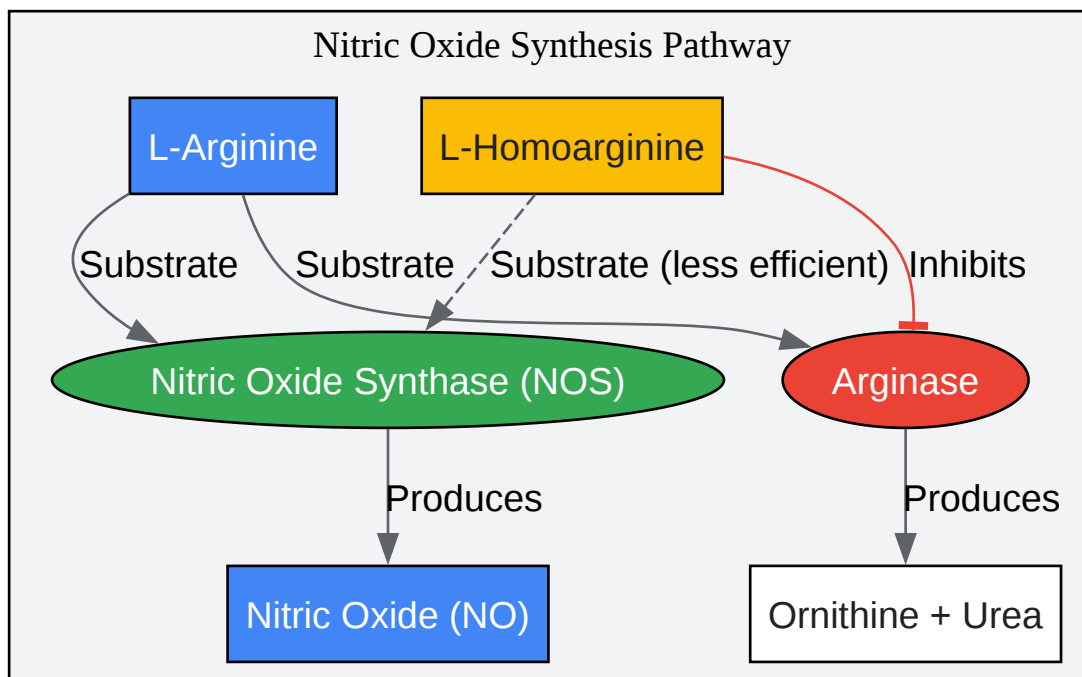 Nitric Oxide Synthesis Pathway
L-Arginine
L-Homoarginine
Substrate
Substrate
Substrate (less efficient)
Inhibits
Nitric Oxide Synthase (NOS)
Arginase
Produces
Produces
Nitric Oxide (NO)
Ornithine + Urea